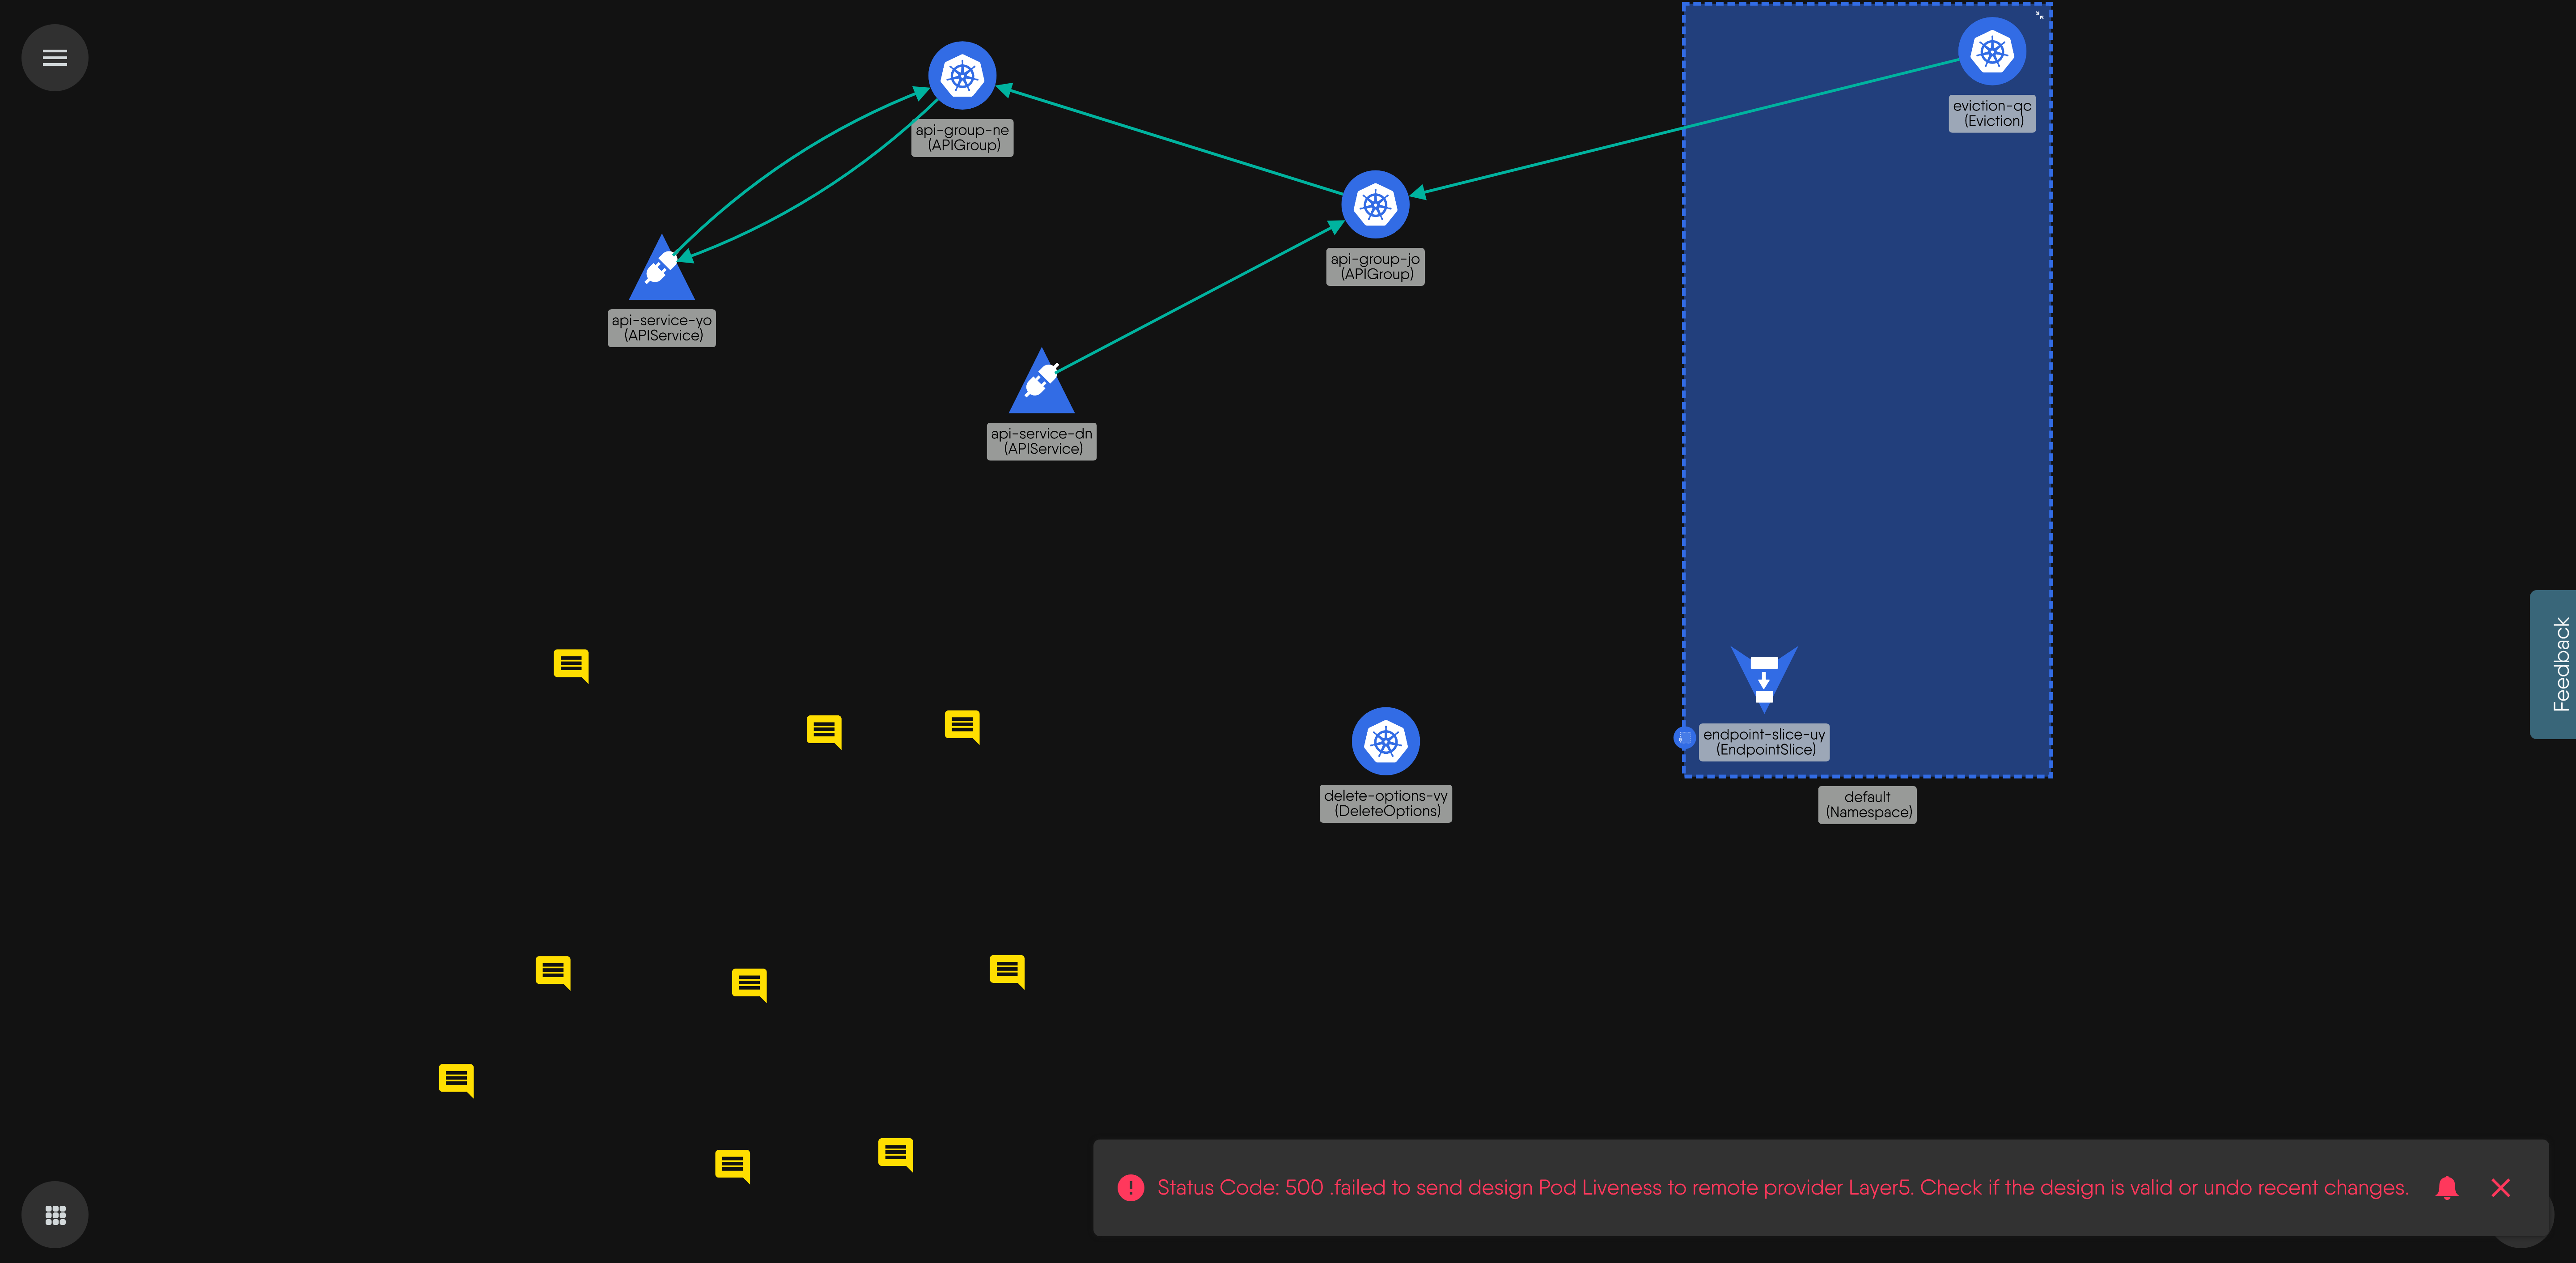 eviction-qc
(Eviction)
api-group-ne
(APIGroup)
api-group-jo
(APIGroup)
api-service-yo
(APIService)
api-service-dn
(APIService)
Feedback
endpoint-slice-uy
(EndpointSlice)
delete-options-vy
(DeleteOptions)
default
(Namespace)
Status Code: 500 .failed to send design Pod Liveness to remote provider Layer5. Check if the design is valid or undo recent changes.